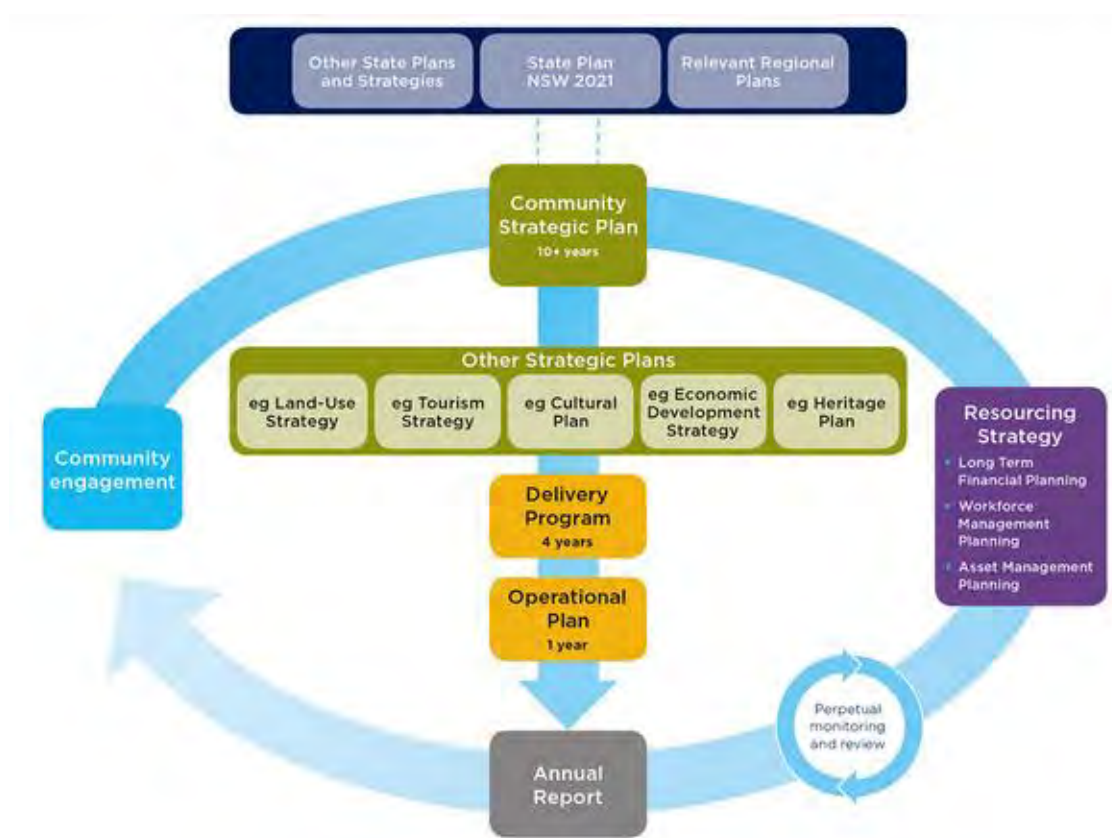 Other State Plans
and Strategies
State Plan
NSW 2021
Relevant Regional
Plans
Community
Strategic Plan
10+ years
Other Strategic Plans
eg Land-Use
Strategy
eg Tourism
Strategy
eg Cultural
Plan
eg Economic
Development
Strategy
eg Heritage
Plan
Community
engagement
Resourcing
Strategy
• Long Term
Financial Planning
• Workforce
Management
Planning
• Asset Management
Planning
Delivery
Program
4 years
Operational
Plan
1 year
Perpetual
monitoring
and review
Annual
Report